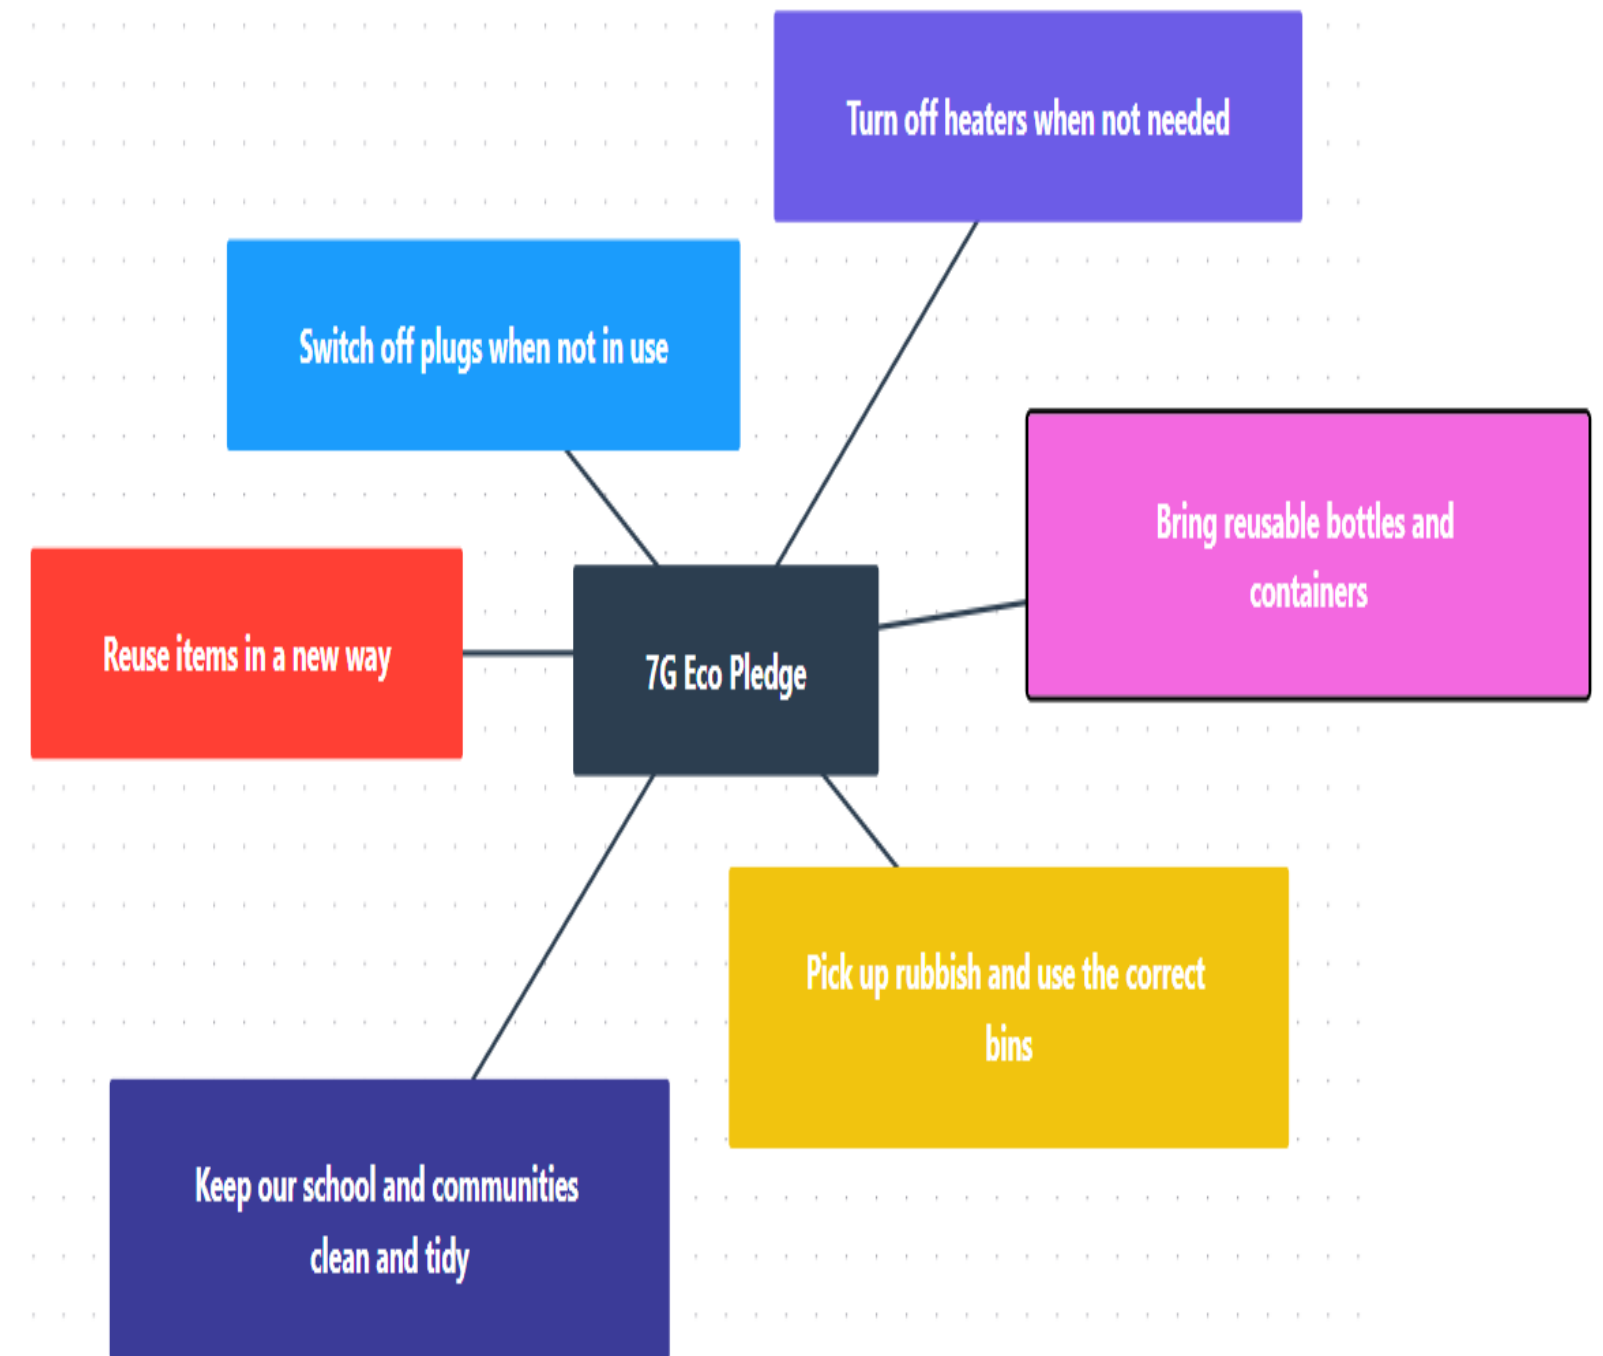 Turn off heaters when not needed
Switch off plugs when not in use
Bring reusable bottles and
containers
Reuse items in a new way
7G Eco Pledge
Pick up rubbish and use the correct
bins
Keep our school and communities
clean and tidy